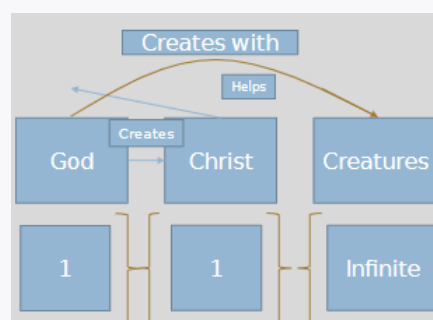 Creates with
Helps
Creates
God
Christ
Creatures
1
1
Infinite